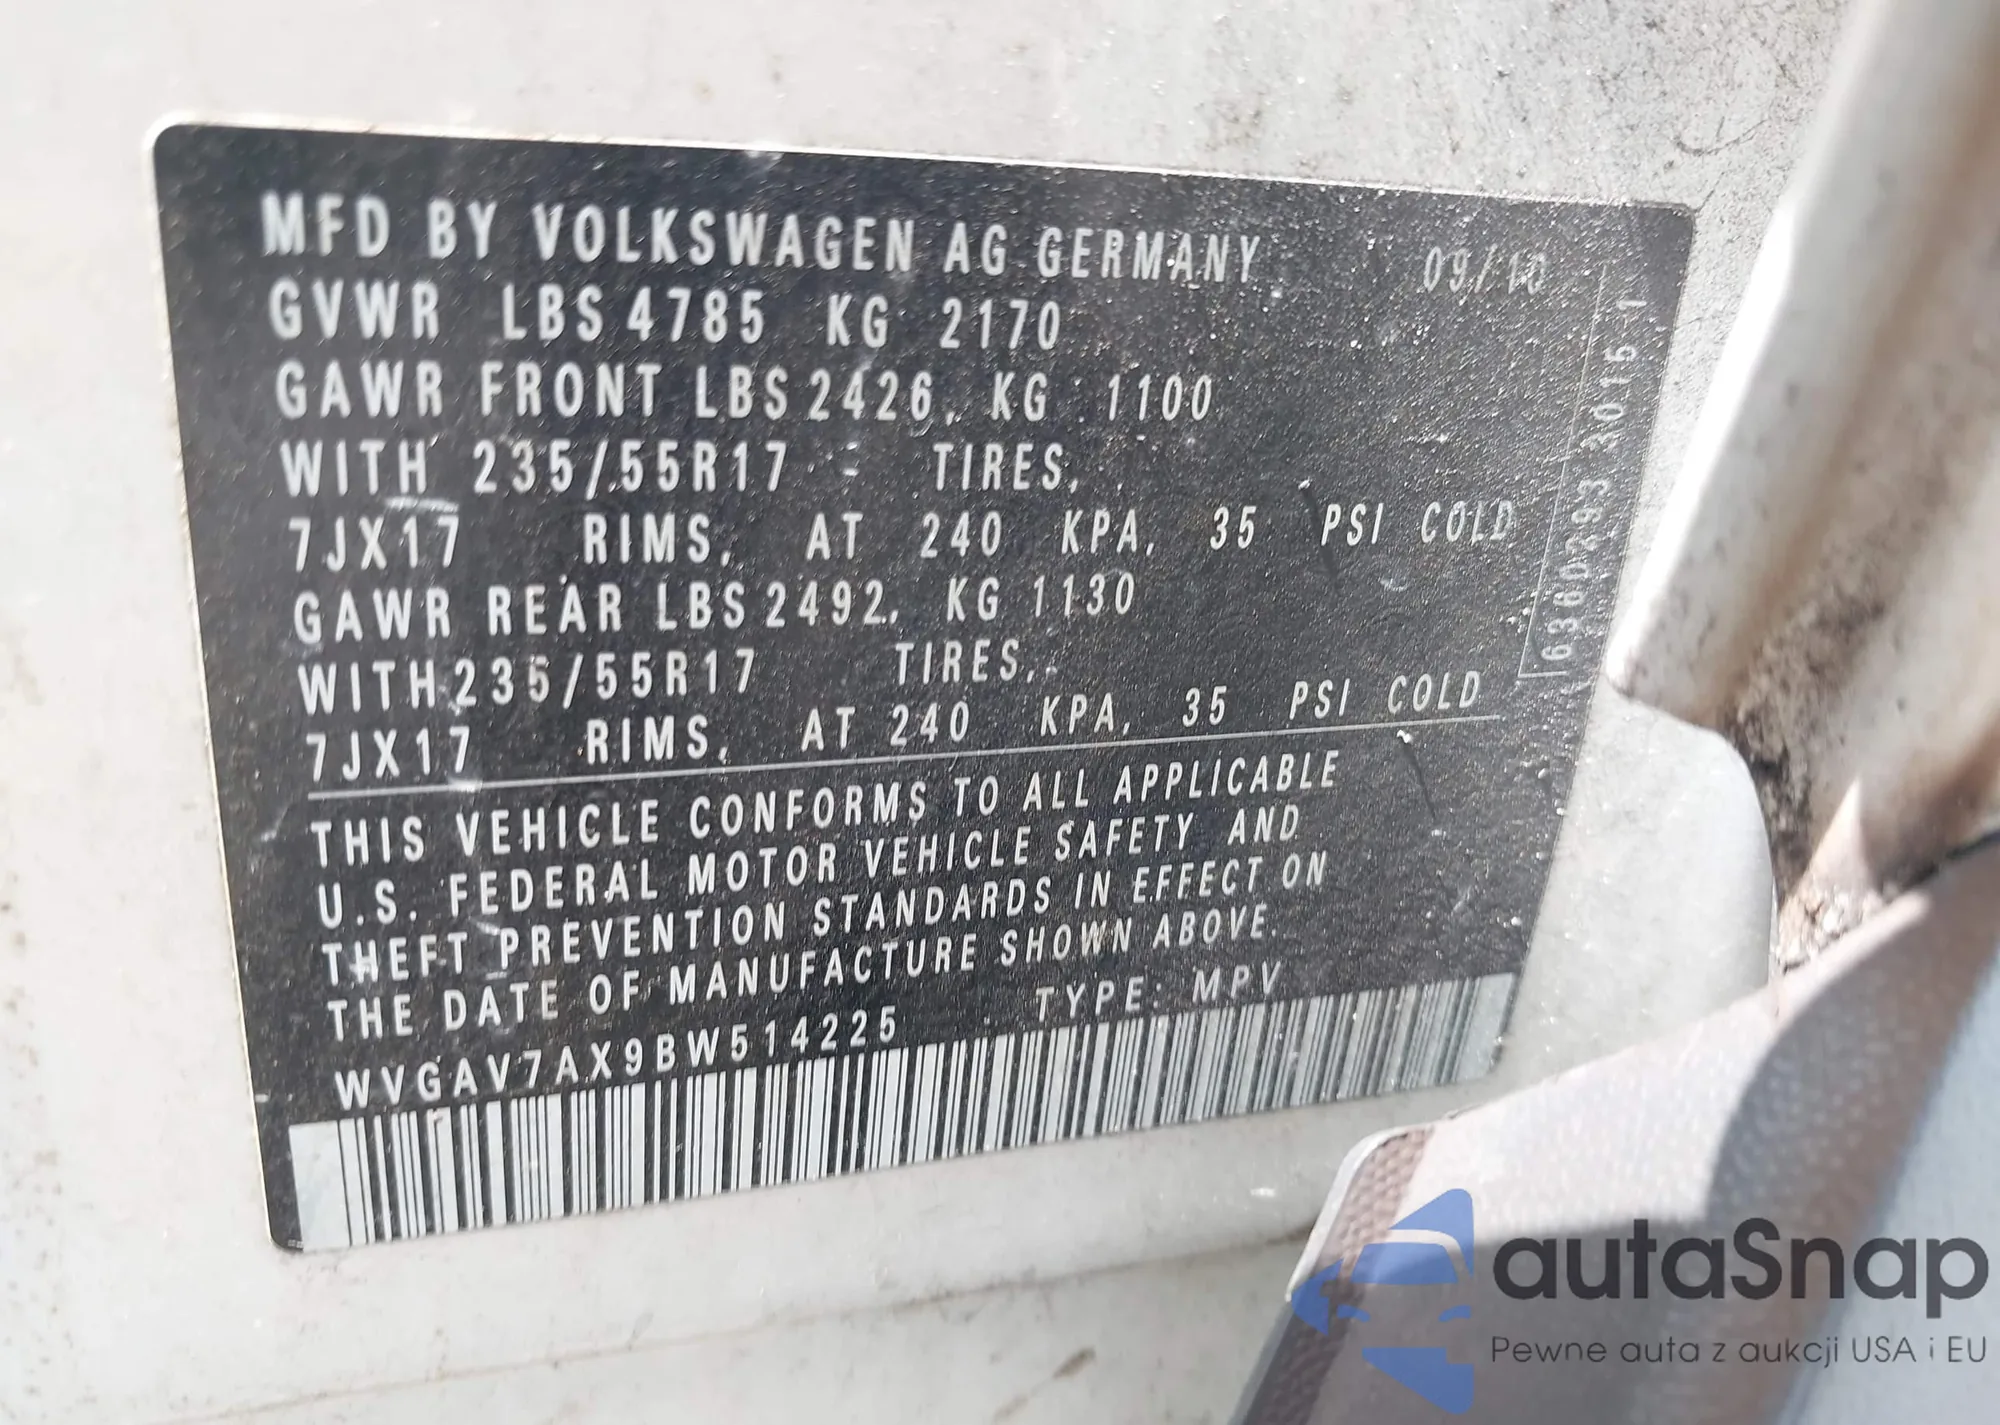 MFD BY VOLKSWAGEN AG GERMANY 09/10
GVWR LBS 4785 KG 2170
GAWR FRONT LBS 2426, KG 1100
WITH 235/55R17 - TIRES,
7JX17 RIMS, AT 240 KPA, 35 PSI COLD
GAWR REAR LBS 2492, KG 1130
WITH 235/55R17 TIRES,
7JX17 RIMS, AT 240 KPA, 35 PSI COLD
THIS VEHICLE CONFORMS TO ALL APPLICABLE
U.S. FEDERAL MOTOR VEHICLE SAFETY AND
THEFT PREVENTION STANDARDS IN EFFECT ON
THE DATE OF MANUFACTURE SHOWN ABOVE.
WVGAV7AX9BW514225 TYPE: MPV
autaSnap
Pewne auta z aukcji USA i EU